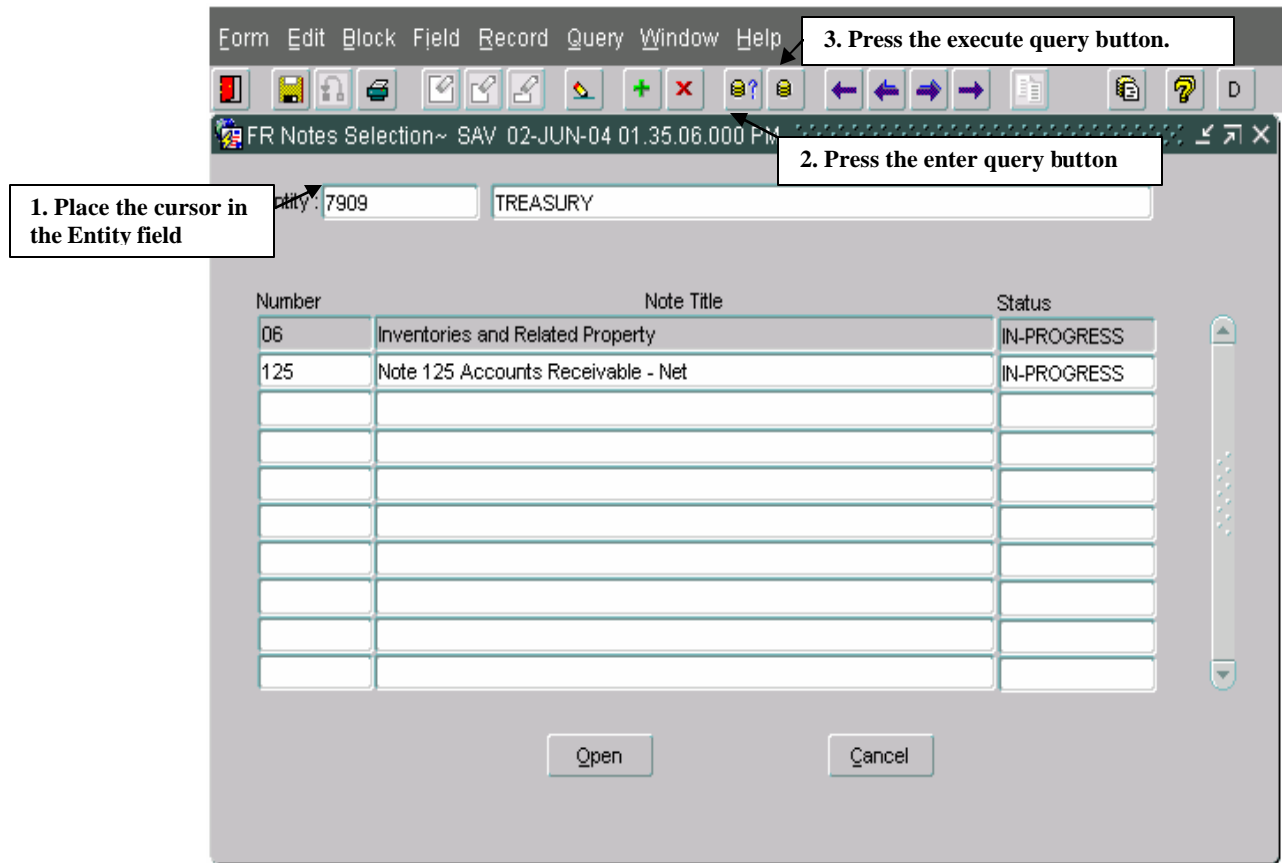 Form Edit Block Field Record Query Window Help
3. Press the execute query button.
? ? D
FR Notes Selection~ SAV 02-JUN-04 01.35.06.000 PM
2. Press the enter query button
1. Place the cursor in
the Entity field
ntity : 7909 TREASURY
Number Note Title Status
06 Inventories and Related Property IN-PROGRESS
125 Note 125 Accounts Receivable - Net IN-PROGRESS
Open Cancel